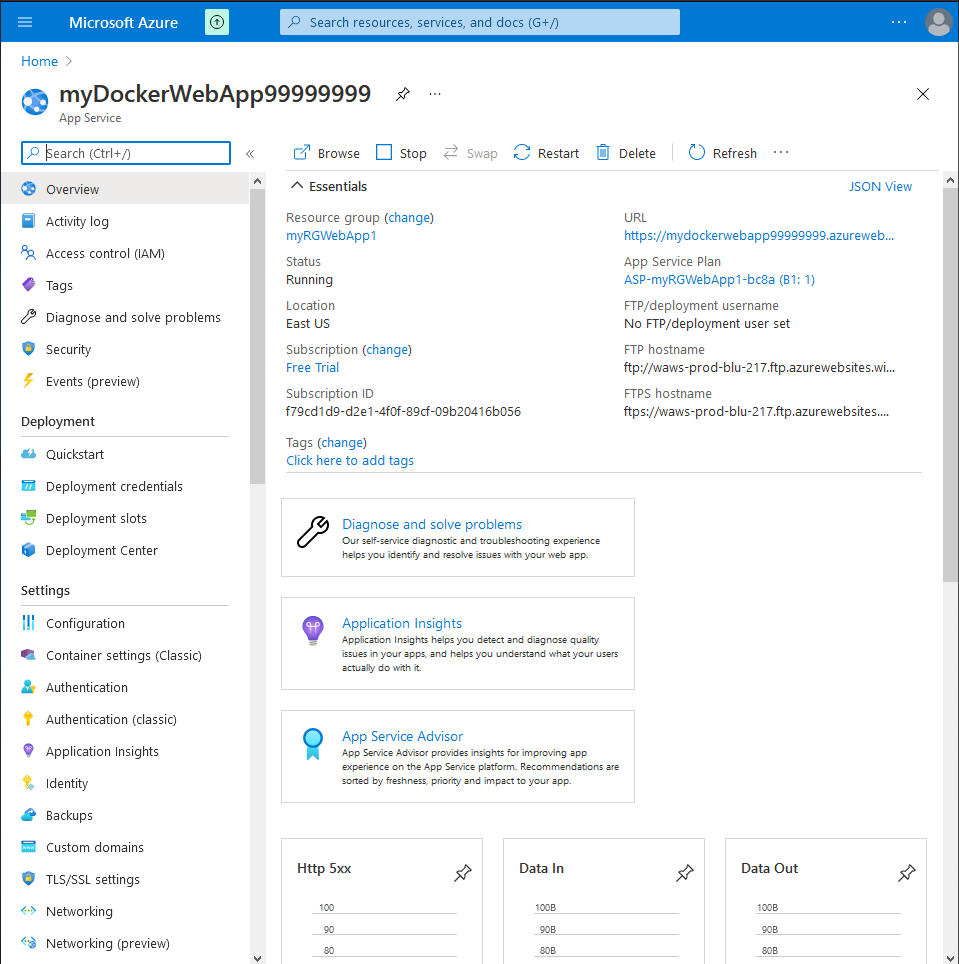 Microsoft Azure
Search resources, services, and docs (G+/)
Home
myDockerWebApp99999999
App Service
Search (Ctrl+/)
Browse
Stop
Swap
Restart
Delete
Refresh
Overview
Activity log
Access control (IAM)
Tags
Diagnose and solve problems
Security
Events (preview)
Deployment
Quickstart
Deployment credentials
Deployment slots
Deployment Center
Settings
Configuration
Container settings (Classic)
Authentication
Authentication (classic)
Application Insights
Identity
Backups
Custom domains
TLS/SSL settings
Networking
Networking (preview)
Essentials
JSON View
Resource group (change)
myRGWebApp1
Status
Running
Location
East US
Subscription (change)
Free Trial
Subscription ID
f79cd1d9-d2e1-4f0f-89cf-09b20416b056
Tags (change)
Click here to add tags
URL
https://mydockerwebapp99999999.azureweb...
App Service Plan
ASP-myRGWebApp1-bc8a (B1: 1)
FTP/deployment username
No FTP/deployment user set
FTP hostname
ftp://waws-prod-blu-217.ftp.azurewebsites.wi...
FTPS hostname
ftps://waws-prod-blu-217.ftp.azurewebsites....
Diagnose and solve problems
Our self-service diagnostic and troubleshooting experience
helps you identify and resolve issues with your web app.
Application Insights
Application Insights helps you detect and diagnose quality
issues in your apps, and helps you understand what your users
actually do with it.
App Service Advisor
App Service Advisor provides insights for improving app
experience on the App Service platform. Recommendations are
sorted by freshness, priority and impact to your app.
Http 5xx
100
90
80
Data In
100B
90B
80B
Data Out
100B
90B
80B